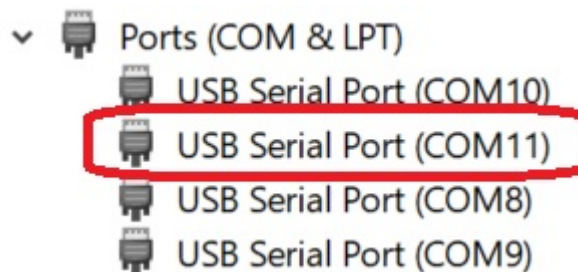 Ports (COM & LPT)
USB Serial Port (COM10)
USB Serial Port (COM11)
USB Serial Port (COM8)
USB Serial Port (COM9)